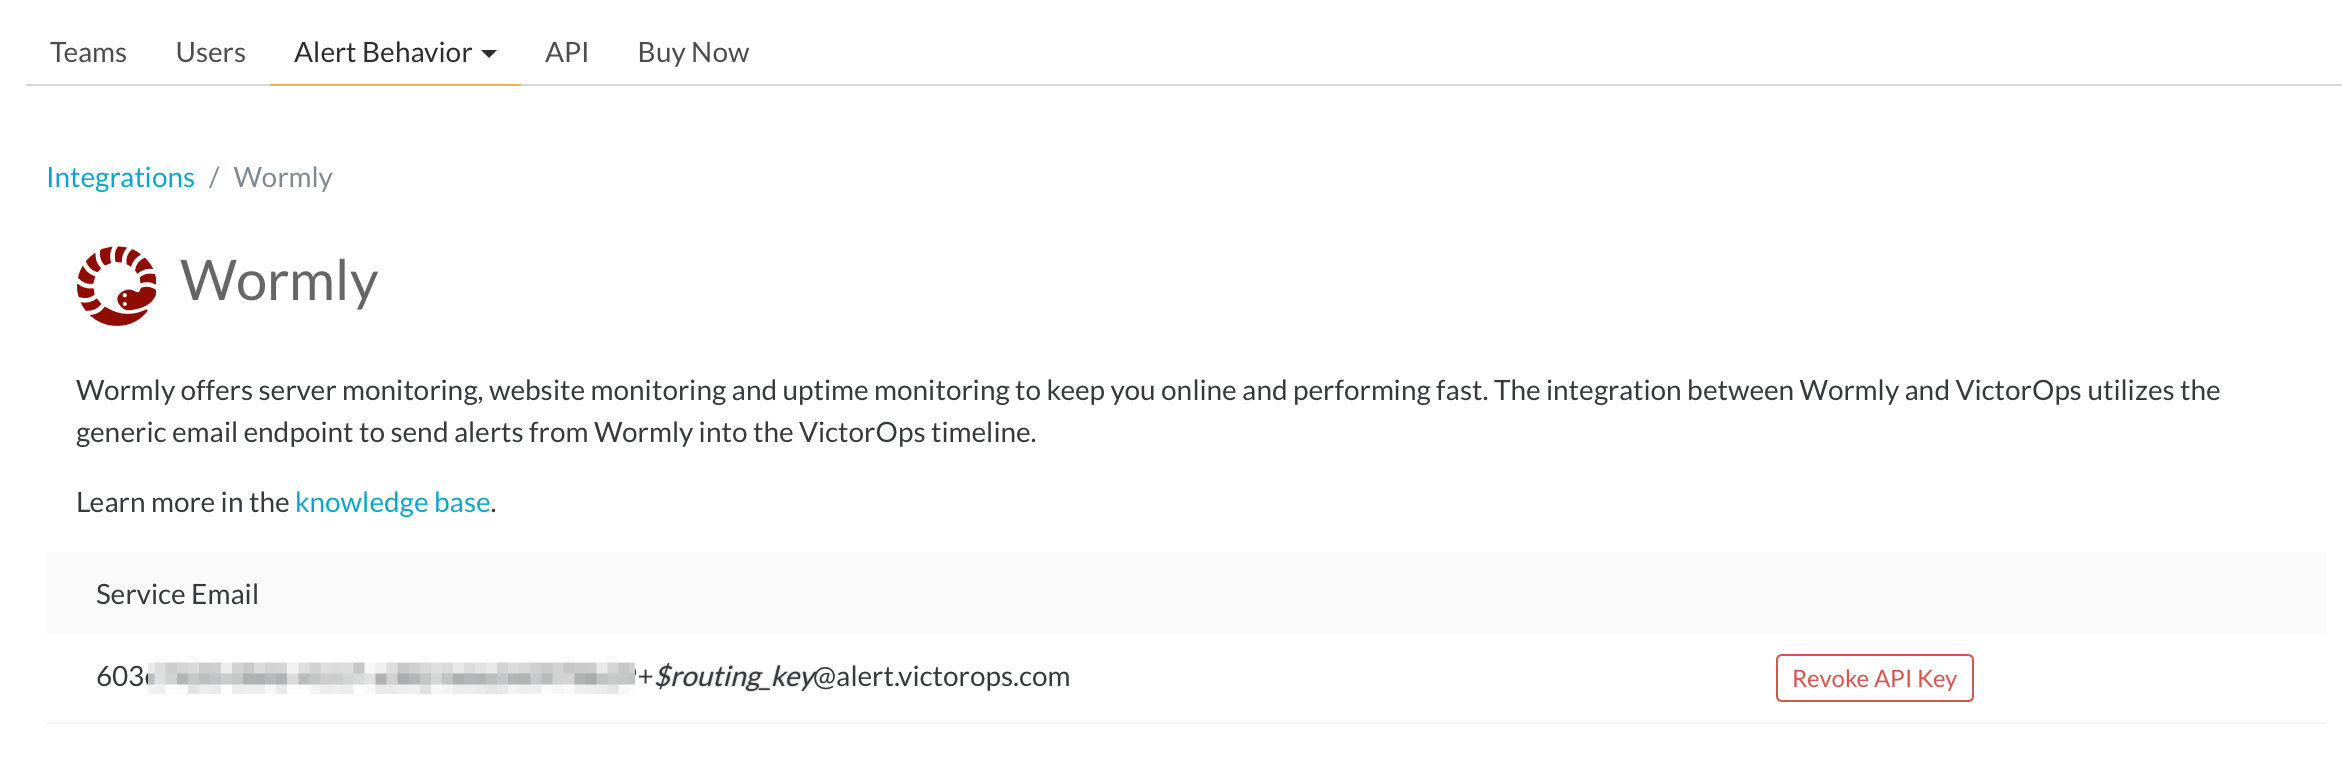 Teams Users Alert Behavior API Buy Now
Integrations / Wormly
Wormly
Wormly offers server monitoring, website monitoring and uptime monitoring to keep you online and performing fast. The integration between Wormly and VictorOps utilizes the
generic email endpoint to send alerts from Wormly into the VictorOps timeline.
Learn more in the knowledge base.
Service Email
603 +$routing_key@alert.victorops.com Revoke API Key